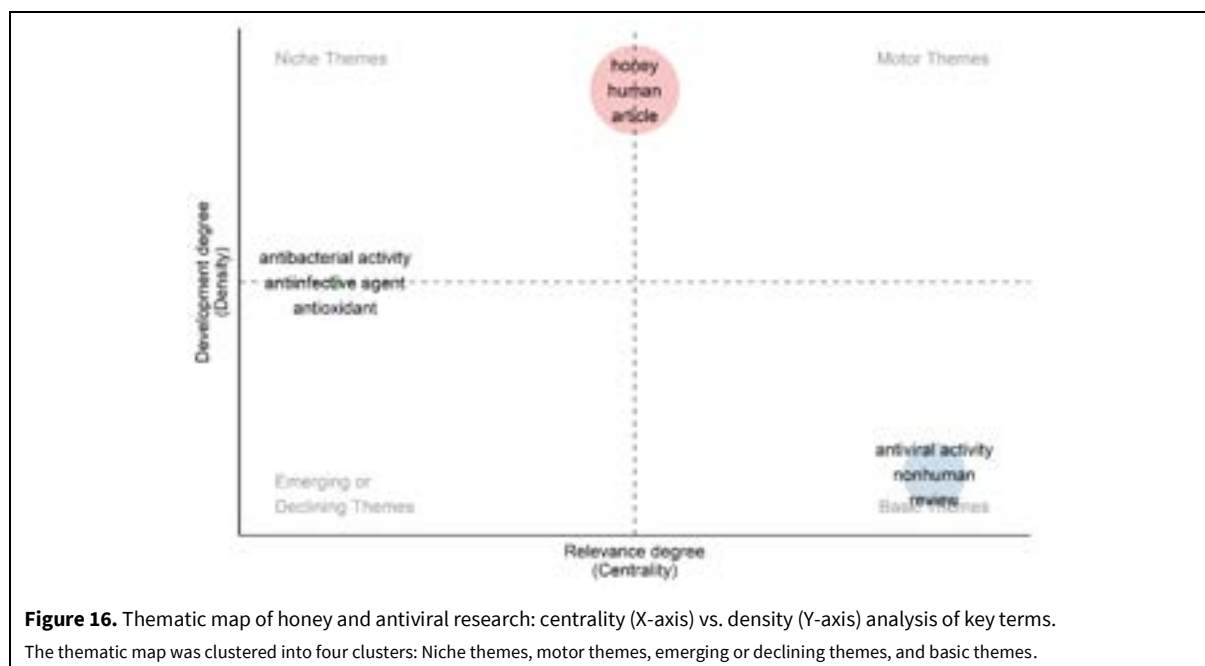 Niche Themes
Motor Themes
honey
human
article
Development degree
(Density)
antibacterial activity
antiinfective agent
antioxidant
antiviral activity
nonhuman
review
Emerging or
Declining Themes
Basic Themes
Relevance degree
(Centrality)
Figure 16. Thematic map of honey and antiviral research: centrality (X-axis) vs. density (Y-axis) analysis of key terms.
The thematic map was clustered into four clusters: Niche themes, motor themes, emerging or declining themes, and basic themes.